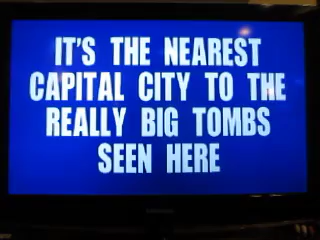 IT'S THE NEAREST
CAPITAL CITY TO THE
REALLY BIG TOMBS
SEEN HERE